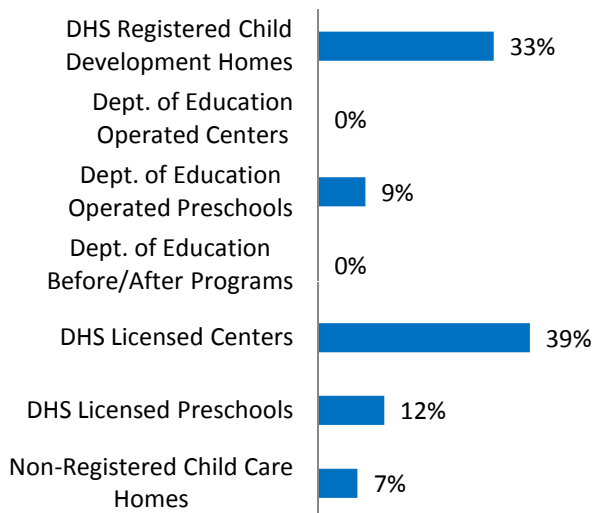 DHS Registered Child
Development Homes
33%
Dept. of Education
Operated Centers
0%
Dept. of Education
Operated Preschools
9%
Dept. of Education
Before/After Programs
0%
DHS Licensed Centers
39%
DHS Licensed Preschools
12%
Non-Registered Child Care
Homes
7%